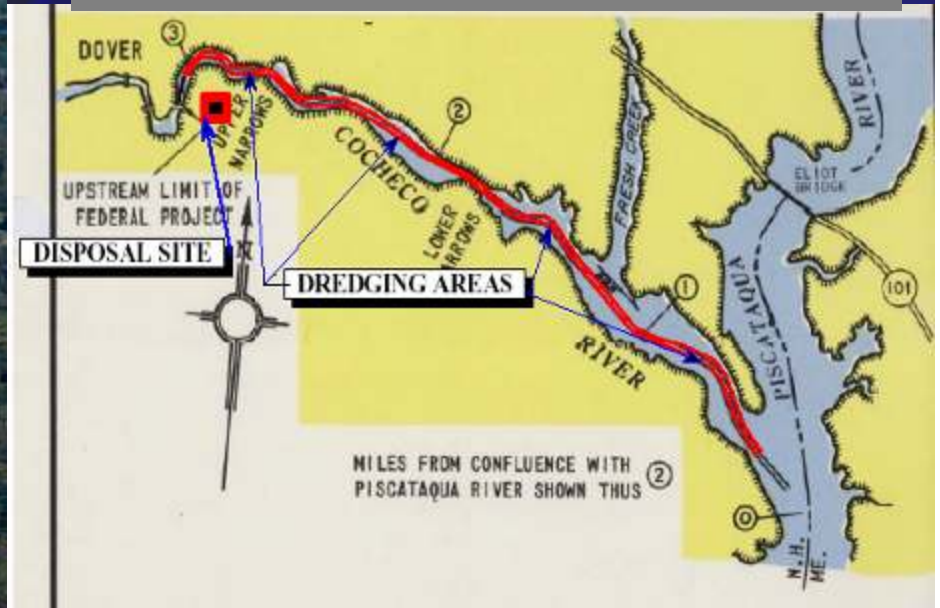 DOVER
3
UPPER
NARROWS
UPSTREAM LIMIT OF
FEDERAL PROJECT
DISPOSAL SITE
N
COCHECO
2
LOWER
NARROWS
DREDGING AREAS
FRESH CREEK
1
RIVER
PISCATAQUA
RIVER
ELIOT
BRIDGE
101
MILES FROM CONFLUENCE WITH
PISCATAQUA RIVER SHOWN THUS 2
0
N.H.
ME.